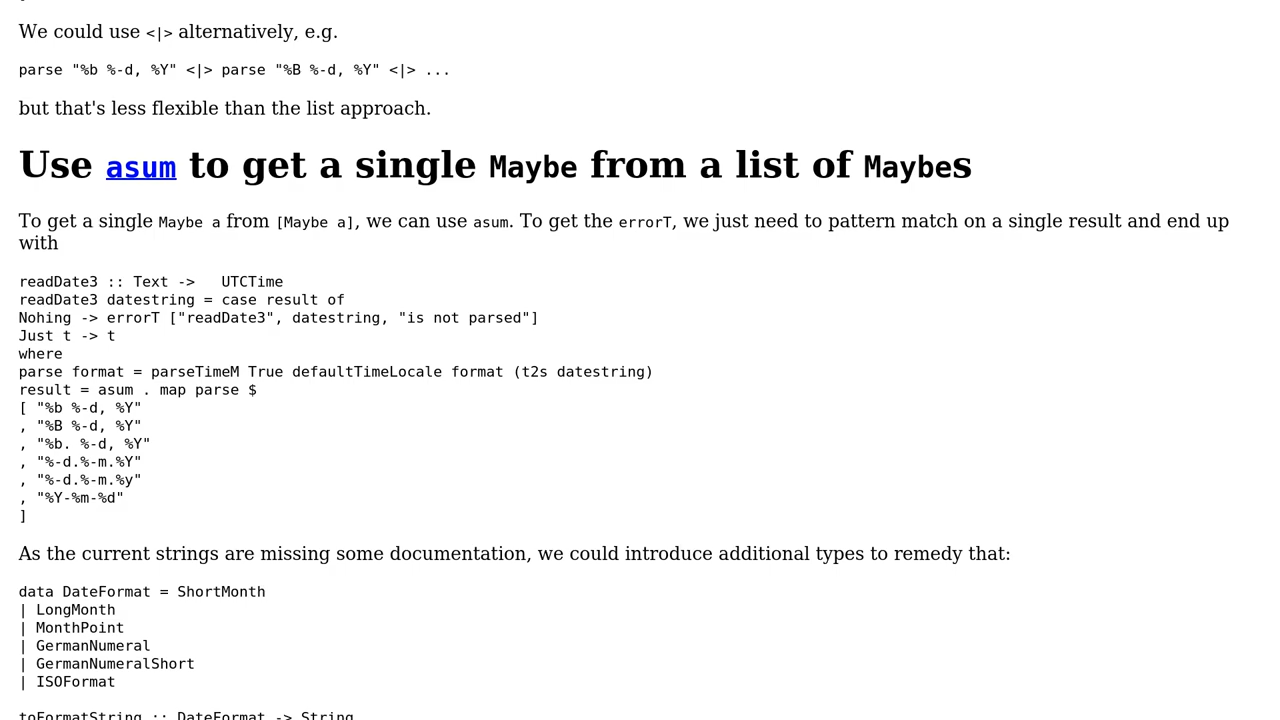 We could use <|> alternatively, e.g.
parse "%b %-d, %Y" <|> parse "%B %-d, %Y" <|> ...
but that's less flexible than the list approach.
Use asum to get a single Maybe from a list of Maybes
To get a single Maybe a from [Maybe a], we can use asum. To get the errorT, we just need to pattern match on a single result and end up
with
readDate3 :: Text ->   UTCTime
readDate3 datestring = case result of
Nohing -> errorT ["readDate3", datestring, "is not parsed"]
Just t -> t
where
parse format = parseTimeM True defaultTimeLocale format (t2s datestring)
result = asum . map parse $
[ "%b %-d, %Y"
, "%B %-d, %Y"
, "%b. %-d, %Y"
, "%-d.%-m.%Y"
, "%-d.%-m.%y"
, "%Y-%m-%d"
]
As the current strings are missing some documentation, we could introduce additional types to remedy that:
data DateFormat = ShortMonth
| LongMonth
| MonthPoint
| GermanNumeral
| GermanNumeralShort
| ISOFormat
toFormatString :: DateFormat -> String